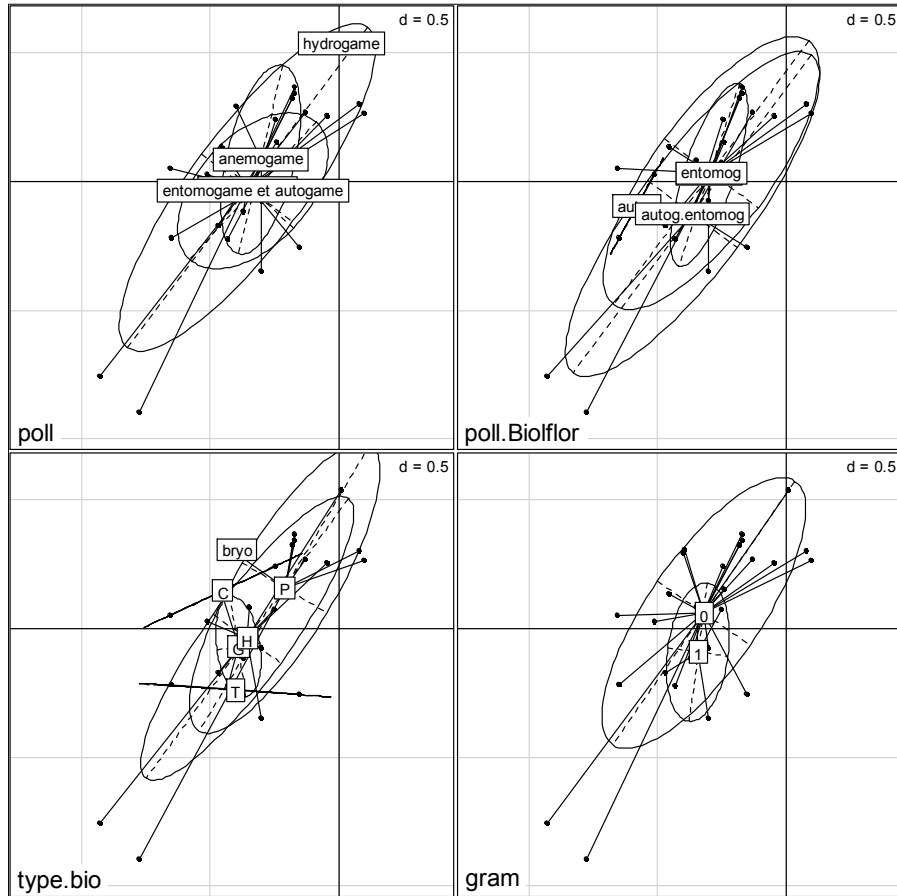 d = 0.5
hydrogame
anemogame
entomogame et autogame
poll
d = 0.5
entomog
autog.entomog
poll.Biolflor
d = 0.5
bryo
C
P
H
G
T
type.bio
d = 0.5
0
1
gram